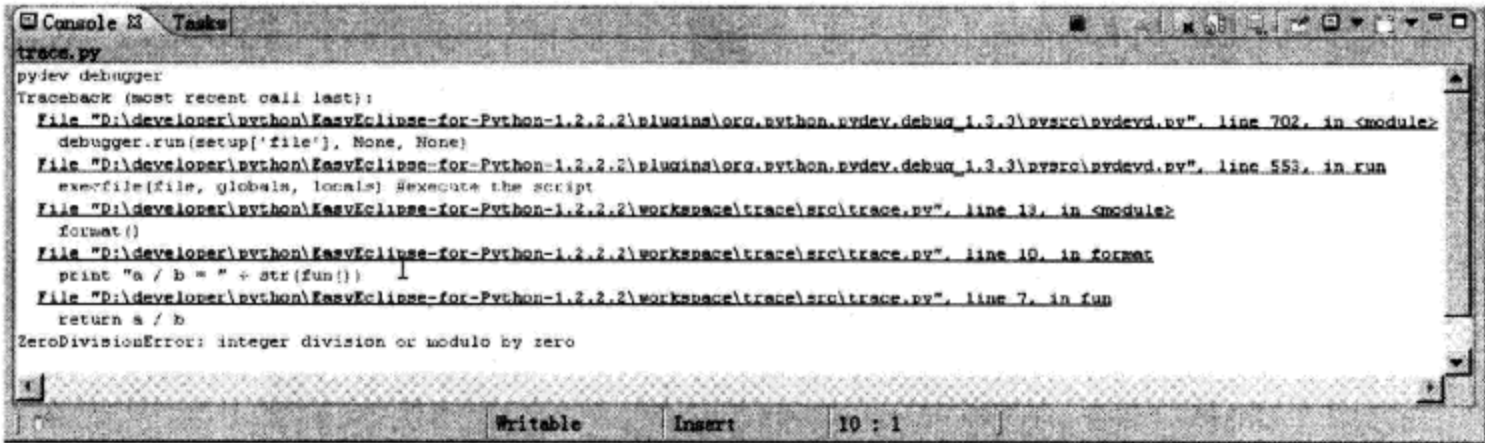 Console Tasks
trace.py
pydev debugger
Traceback (most recent call last):
File "D:\developer\python\EasyEclipse-for-Python-1.2.2.2\plugins\org.python.pydev.debug_1.3.3\pysrc\pydevd.py", line 702, in <module>
debugger.run(setup['file'], None, None)
File "D:\developer\python\EasyEclipse-for-Python-1.2.2.2\plugins\org.python.pydev.debug_1.3.3\pysrc\pydevd.py", line 553, in run
execfile(file, globals, locals) #execute the script
File "D:\developer\python\EasyEclipse-for-Python-1.2.2.2\workspace\trace\src\trace.py", line 13, in <module>
format()
File "D:\developer\python\EasyEclipse-for-Python-1.2.2.2\workspace\trace\src\trace.py", line 10, in format
print "a / b = " + str(fun())
File "D:\developer\python\EasyEclipse-for-Python-1.2.2.2\workspace\trace\src\trace.py", line 7, in fun
return a / b
ZeroDivisionError: integer division or modulo by zero
Writable Insert 10 : 1